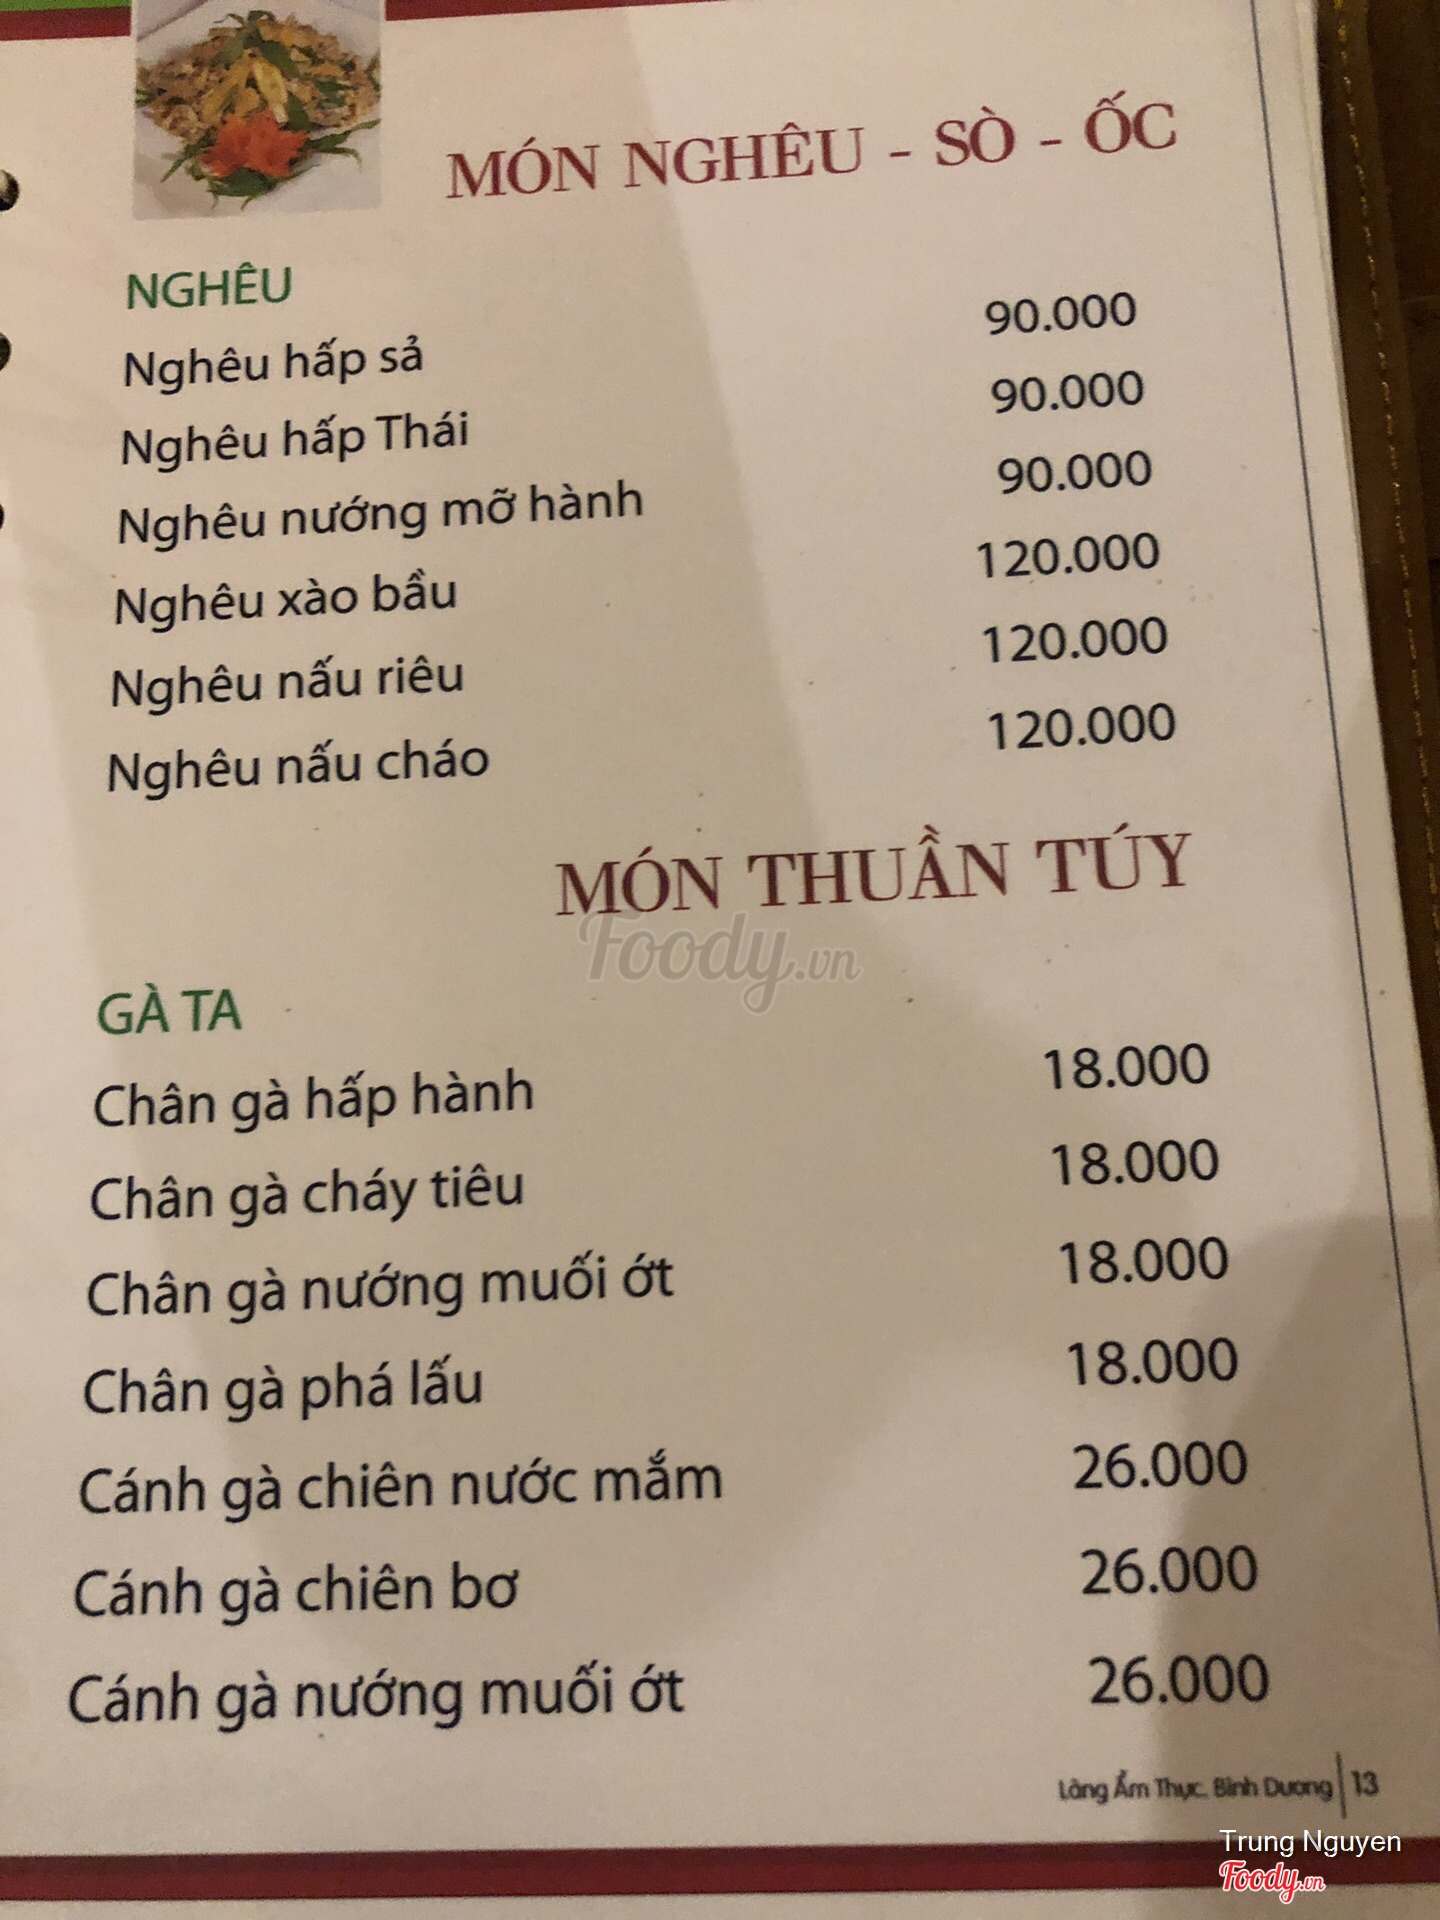 MÓN NGHÊU - SÒ - ỐC
NGHÊU
Nghêu hấp sả 90.000
Nghêu hấp Thái 90.000
Nghêu nướng mỡ hành 90.000
Nghêu xào bầu 120.000
Nghêu nấu riêu 120.000
Nghêu nấu cháo 120.000
MÓN THUẦN TÚY
Foody.vn
GÀ TA
Chân gà hấp hành 18.000
Chân gà cháy tiêu 18.000
Chân gà nướng muối ớt 18.000
Chân gà phá lấu 18.000
Cánh gà chiên nước mắm 26.000
Cánh gà chiên bơ 26.000
Cánh gà nướng muối ớt 26.000
Làng Ẩm Thực Bình Dương 13
Trung Nguyen
Foody.vn